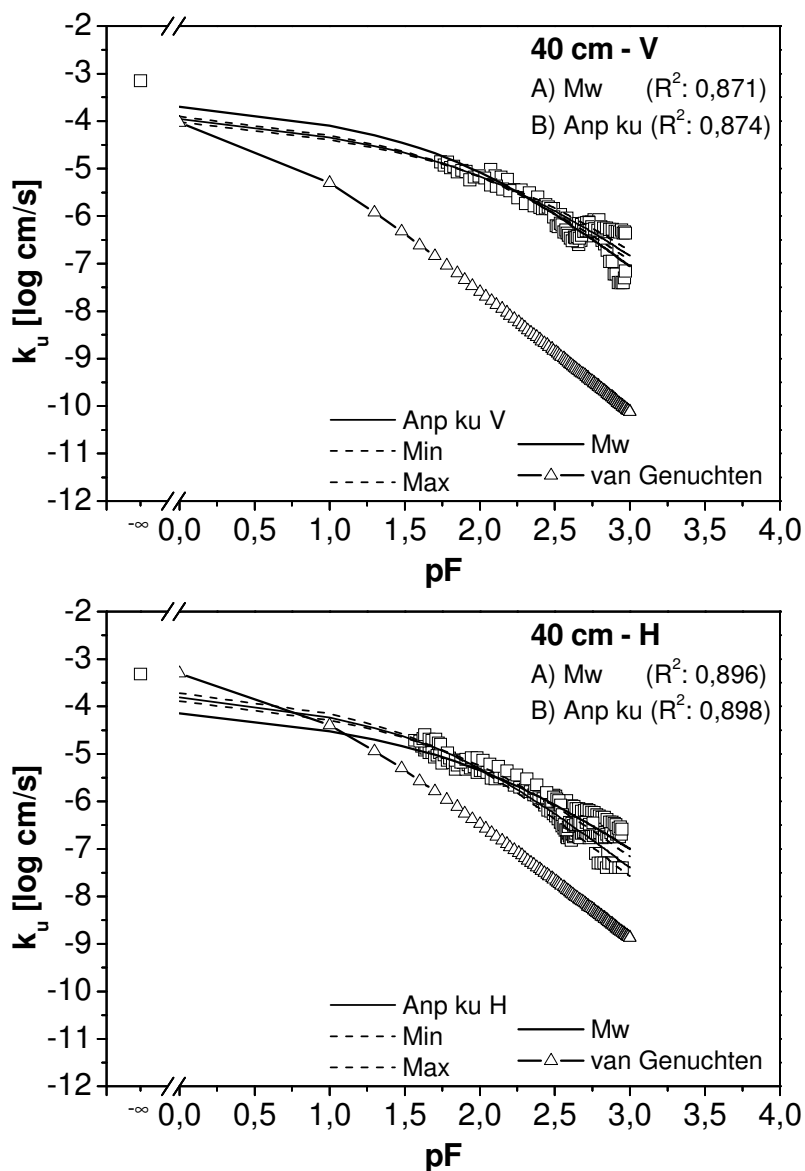 -2
-3
-4
-5
-6
-7
-8
-9
-10
-11
-12
k_u [log cm/s]
40 cm - V
A) Mw (R²: 0,871)
B) Anp ku (R²: 0,874)
Anp ku V
Min
Max
Mw
van Genuchten
-∞ 0,0 1,0 1,5 2,0 2,5 3,0 3,5 4,0
pF
-2
-3
-4
-5
-6
-7
-8
-9
-10
-11
-12
k_u [log cm/s]
40 cm - H
A) Mw (R²: 0,896)
B) Anp ku (R²: 0,898)
Anp ku H
Min
Max
Mw
van Genuchten
-∞ 0,0 1,0 1,5 2,0 2,5 3,0 3,5 4,0
pF